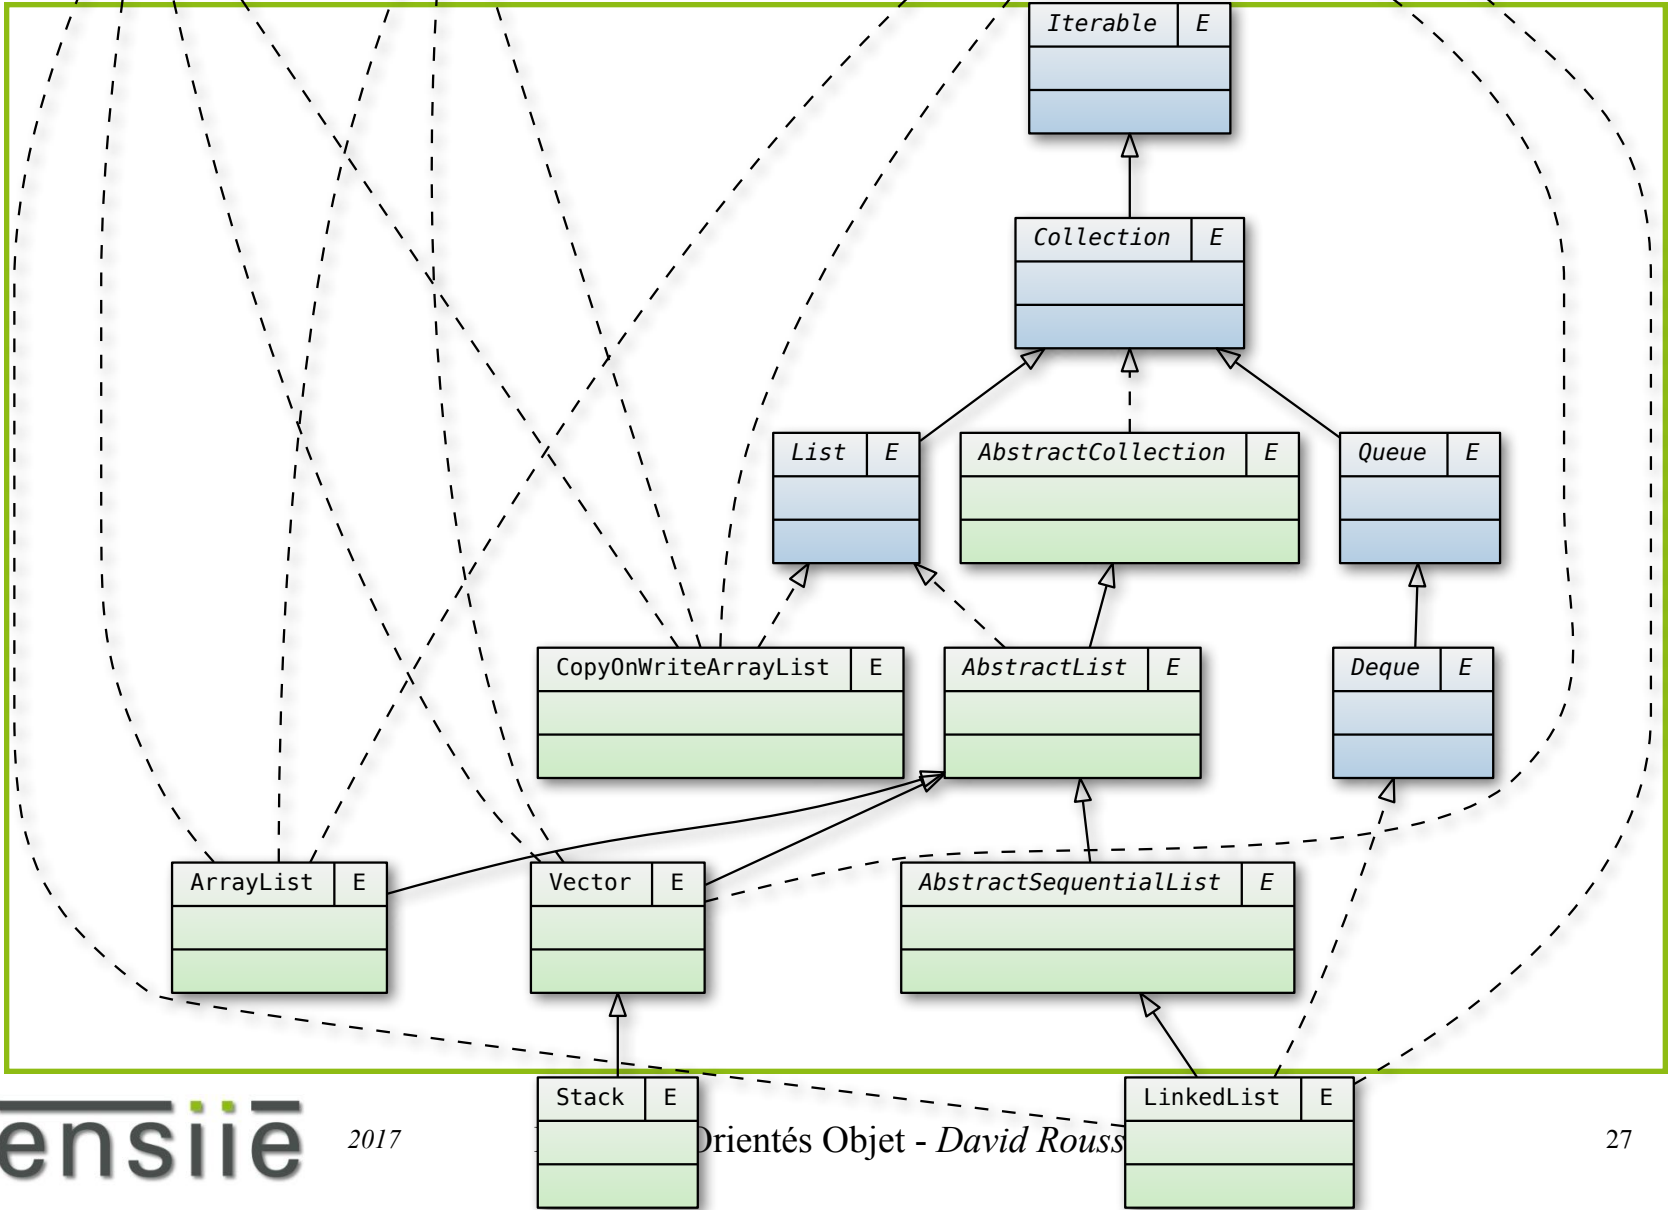 Iterable E
Collection E
List E
AbstractCollection E
Queue E
CopyOnWriteArrayList E
AbstractList E
Deque E
ArrayList E
Vector E
AbstractSequentialList E
Stack E
LinkedList E
ensiie
2017
Orientés Objet - David
27